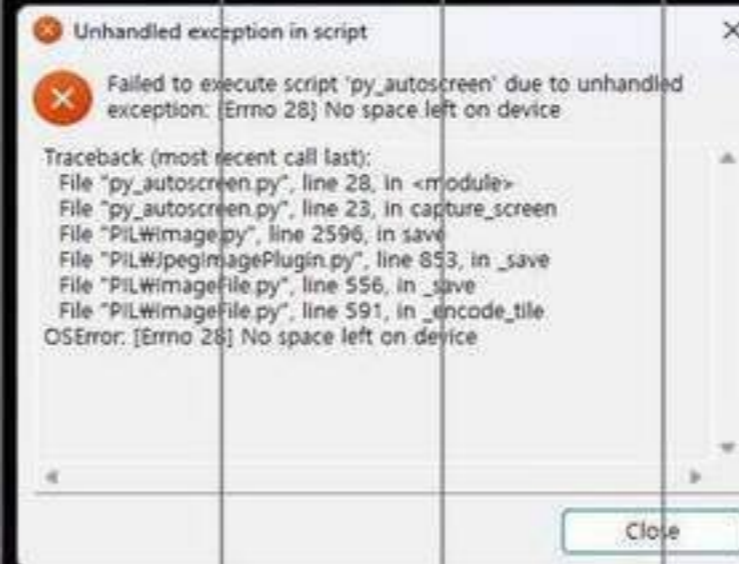 Unhandled exception in script
Failed to execute script 'py_autoscreen' due to unhandled
exception: [Errno 28] No space left on device
Traceback (most recent call last):
File "py_autoscreen.py", line 28, in <module>
File "py_autoscreen.py", line 23, in capture_screen
File "PIL₩Image.py", line 2596, in save
File "PIL₩JpegImagePlugin.py", line 853, in _save
File "PIL₩ImageFile.py", line 556, in _save
File "PIL₩ImageFile.py", line 591, in _encode_tile
OSError: [Errno 28] No space left on device
Close